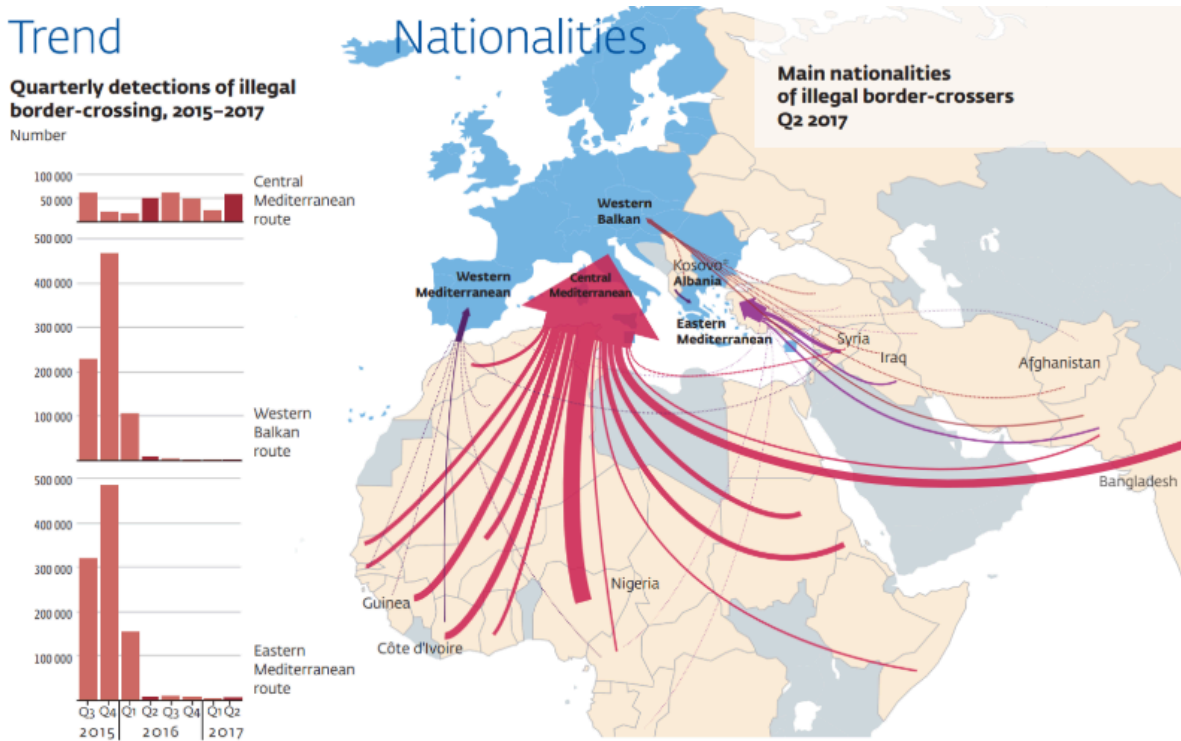 Trend
Quarterly detections of illegal
border-crossing, 2015–2017
Number
100 000
50 000
Central
Mediterranean
route
500 000
400 000
300 000
200 000
100 000
Western
Balkan
route
500 000
400 000
300 000
200 000
100 000
Eastern
Mediterranean
route
Q3 Q4 Q1 Q2 Q3 Q4 Q1 Q2
2015 2016 2017
Nationalities
Main nationalities
of illegal border-crossers
Q2 2017
Western
Balkan
Western
Mediterranean
Central
Mediterranean
Kosovo*
Albania
Eastern
Mediterranean
Syria
Iraq
Afghanistan
Bangladesh
Nigeria
Guinea
Côte d'Ivoire